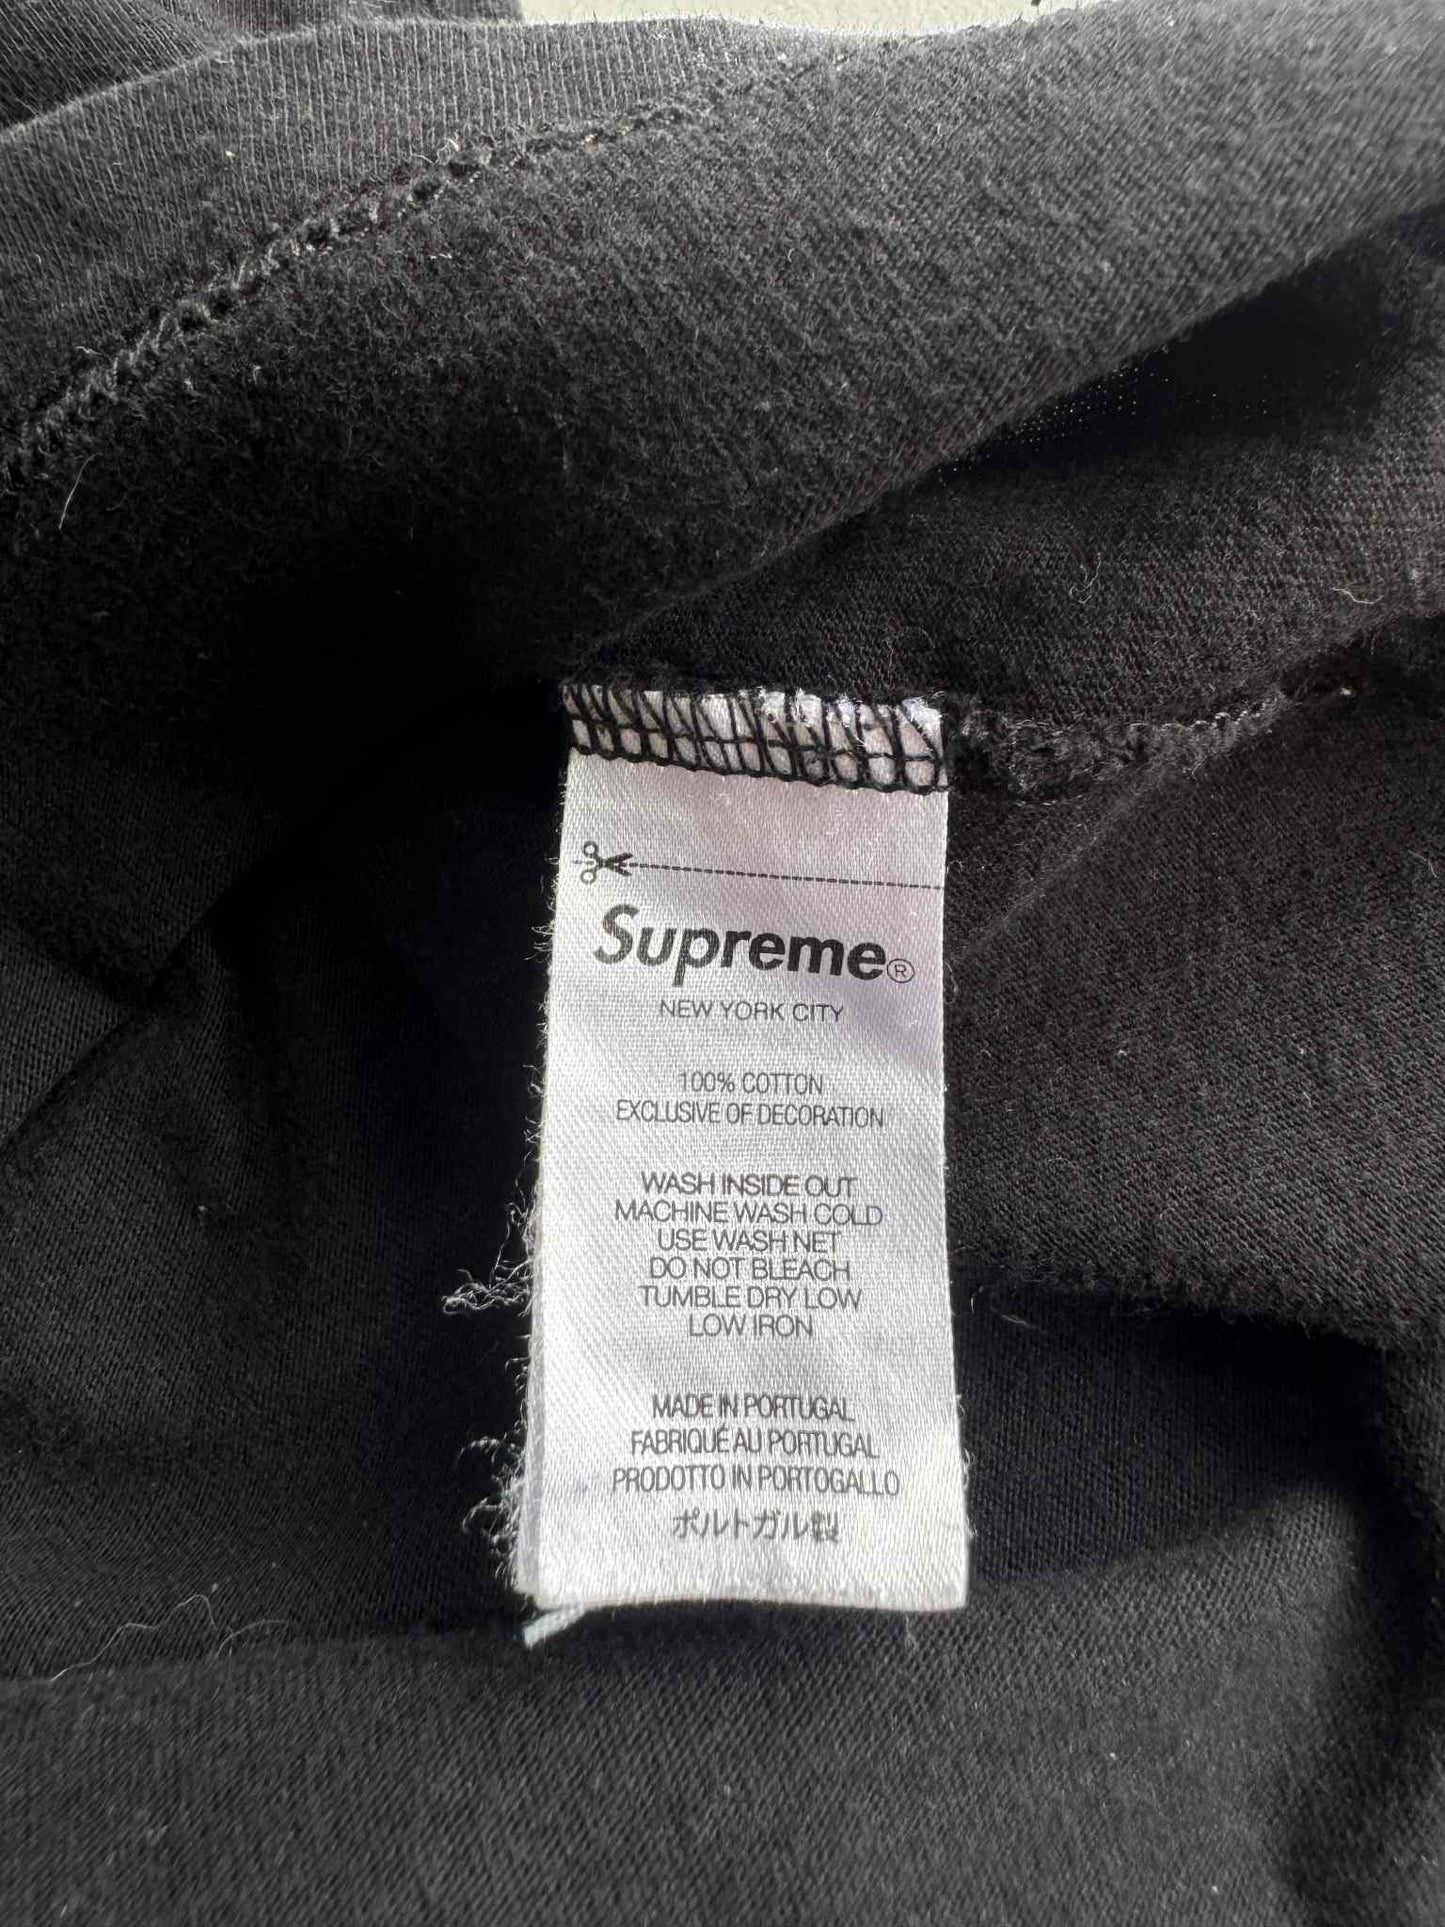 Supreme®
NEW YORK CITY
100% COTTON
EXCLUSIVE OF DECORATION
WASH INSIDE OUT
MACHINE WASH COLD
USE WASH NET
DO NOT BLEACH
TUMBLE DRY LOW
LOW IRON
MADE IN PORTUGAL
FABRIQUÉ AU PORTUGAL
PRODOTTO IN PORTOGALLO
ポルトガル製